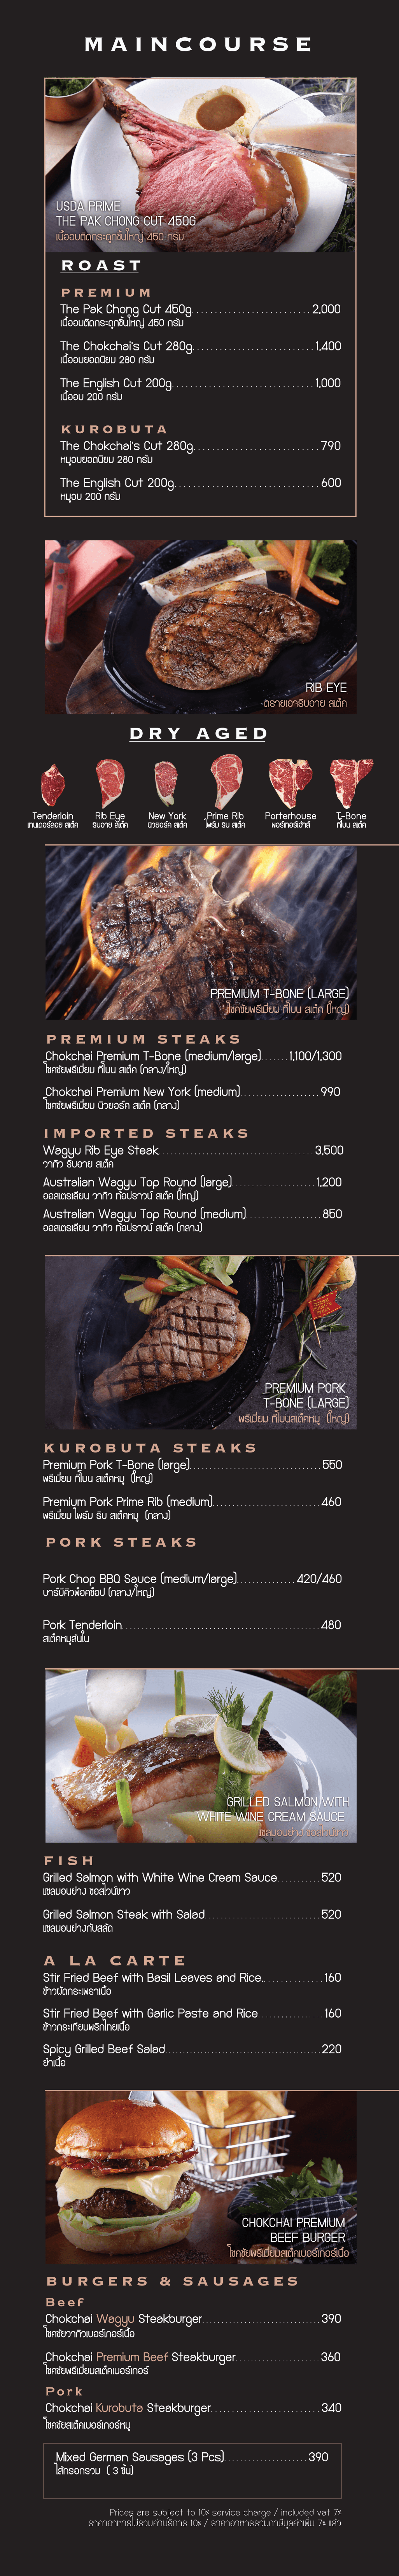 MAINCOURSE
USDA PRIME
THE PAK CHONG CUT 450G
เนื้ออบติดกระดูกชิ้นใหญ่ 450 กรัม
ROAST
PREMIUM
The Pak Chong Cut 450g 2,000
เนื้ออบติดกระดูกชิ้นใหญ่ 450 กรัม
The Chokchai's Cut 280g 1,400
เนื้ออบยอดนิยม 280 กรัม
The English Cut 200g 1,000
เนื้ออบ 200 กรัม
KUROBUTA
The Chokchai's Cut 280g 790
หมูอบยอดนิยม 280 กรัม
The English Cut 200g 600
หมูอบ 200 กรัม
RIB EYE
ดรายเอจริบอาย สเต็ค
DRY AGED
Tenderloin Rib Eye New York Prime Rib Porterhouse T-Bone
เทนเดอร์ลอย สเต็ค ริบอาย สเต็ค นิวยอร์ค สเต็ค ไพร์ม ริบ สเต็ค พอร์เทอร์เฮ้าส์ ทีโบน สเต็ค
PREMIUM T-BONE (LARGE)
โชคชัยพรีเมี่ยม ทีโบน สเต็ค (ใหญ่)
PREMIUM STEAKS
Chokchai Premium T-Bone (medium/large) 1,100/1,300
โชคชัยพรีเมี่ยม ทีโบน สเต็ค (กลาง/ใหญ่)
Chokchai Premium New York (medium) 990
โชคชัยพรีเมี่ยม นิวยอร์ค สเต็ค (กลาง)
IMPORTED STEAKS
Wagyu Rib Eye Steak 3,500
วากิว ริบอาย สเต็ค
Australian Wagyu Top Round (large) 1,200
ออสเตรเลียน วากิว ท้อปราวน์ สเต็ค (ใหญ่)
Australian Wagyu Top Round (medium) 850
ออสเตรเลียน วากิว ท้อปราวน์ สเต็ค (กลาง)
PREMIUM PORK
T-BONE (LARGE)
พรีเมี่ยม ทีโบนสเต็คหมู (ใหญ่)
KUROBUTA STEAKS
Premium Pork T-Bone (large) 550
พรีเมี่ยม ทีโบน สเต็คหมู (ใหญ่)
Premium Pork Prime Rib (medium) 460
พรีเมี่ยม ไพร์ม ริบ สเต็คหมู (กลาง)
PORK STEAKS
Pork Chop BBQ Sauce (medium/large) 420/460
บาร์บีคิวพ็อคช็อป (กลาง/ใหญ่)
Pork Tenderloin 480
สเต็คหมูสันใน
GRILLED SALMON WITH
WHITE WINE CREAM SAUCE
แซลมอนย่าง ซอสไวน์ขาว
FISH
Grilled Salmon with White Wine Cream Sauce 520
แซลมอนย่าง ซอสไวน์ขาว
Grilled Salmon Steak with Salad 520
แซลมอนย่างกับสลัด
A LA CARTE
Stir Fried Beef with Basil Leaves and Rice. 160
ข้าวผัดกระเพราเนื้อ
Stir Fried Beef with Garlic Paste and Rice 160
ข้าวกระเทียมพริกไทยเนื้อ
Spicy Grilled Beef Salad 220
ยำเนื้อ
CHOKCHAI PREMIUM
BEEF BURGER
โชคชัยพรีเมี่ยมสเต็คเบอร์เกอร์เนื้อ
BURGERS & SAUSAGES
Beef
Chokchai Wagyu Steakburger 390
โชคชัยวากิวเบอร์เกอร์เนื้อ
Chokchai Premium Beef Steakburger 360
โชคชัยพรีเมี่ยมสเต็คเบอร์เกอร์
Pork
Chokchai Kurobuta Steakburger 340
โชคชัยสเต็คเบอร์เกอร์หมู
Mixed German Sausages (3 Pcs) 390
ไส้กรอกรวม ( 3 ชิ้น)
Prices are subject to 10% service charge / included vat 7%
ราคาอาหารไม่รวมค่าบริการ 10% / ราคาอาหารรวมภาษีมูลค่าเพิ่ม 7% แล้ว